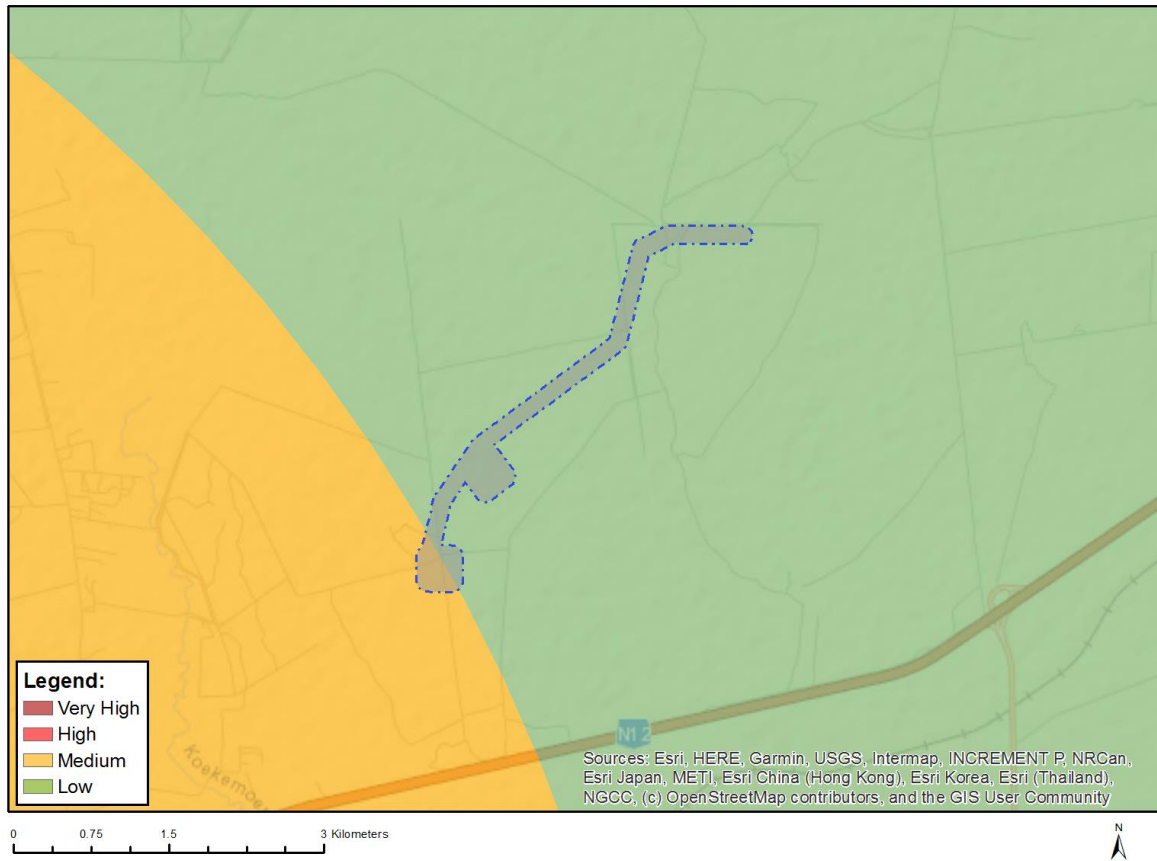 N12
Koekemoer
Legend:
Very High
High
Medium
Low
Sources: Esri, HERE, Garmin, USGS, Intermap, INCREMENT P, NRCan,
Esri Japan, METI, Esri China (Hong Kong), Esri Korea, Esri (Thailand),
NGCC, (c) OpenStreetMap contributors, and the GIS User Community
0 0.75 1.5 3 Kilometers
N